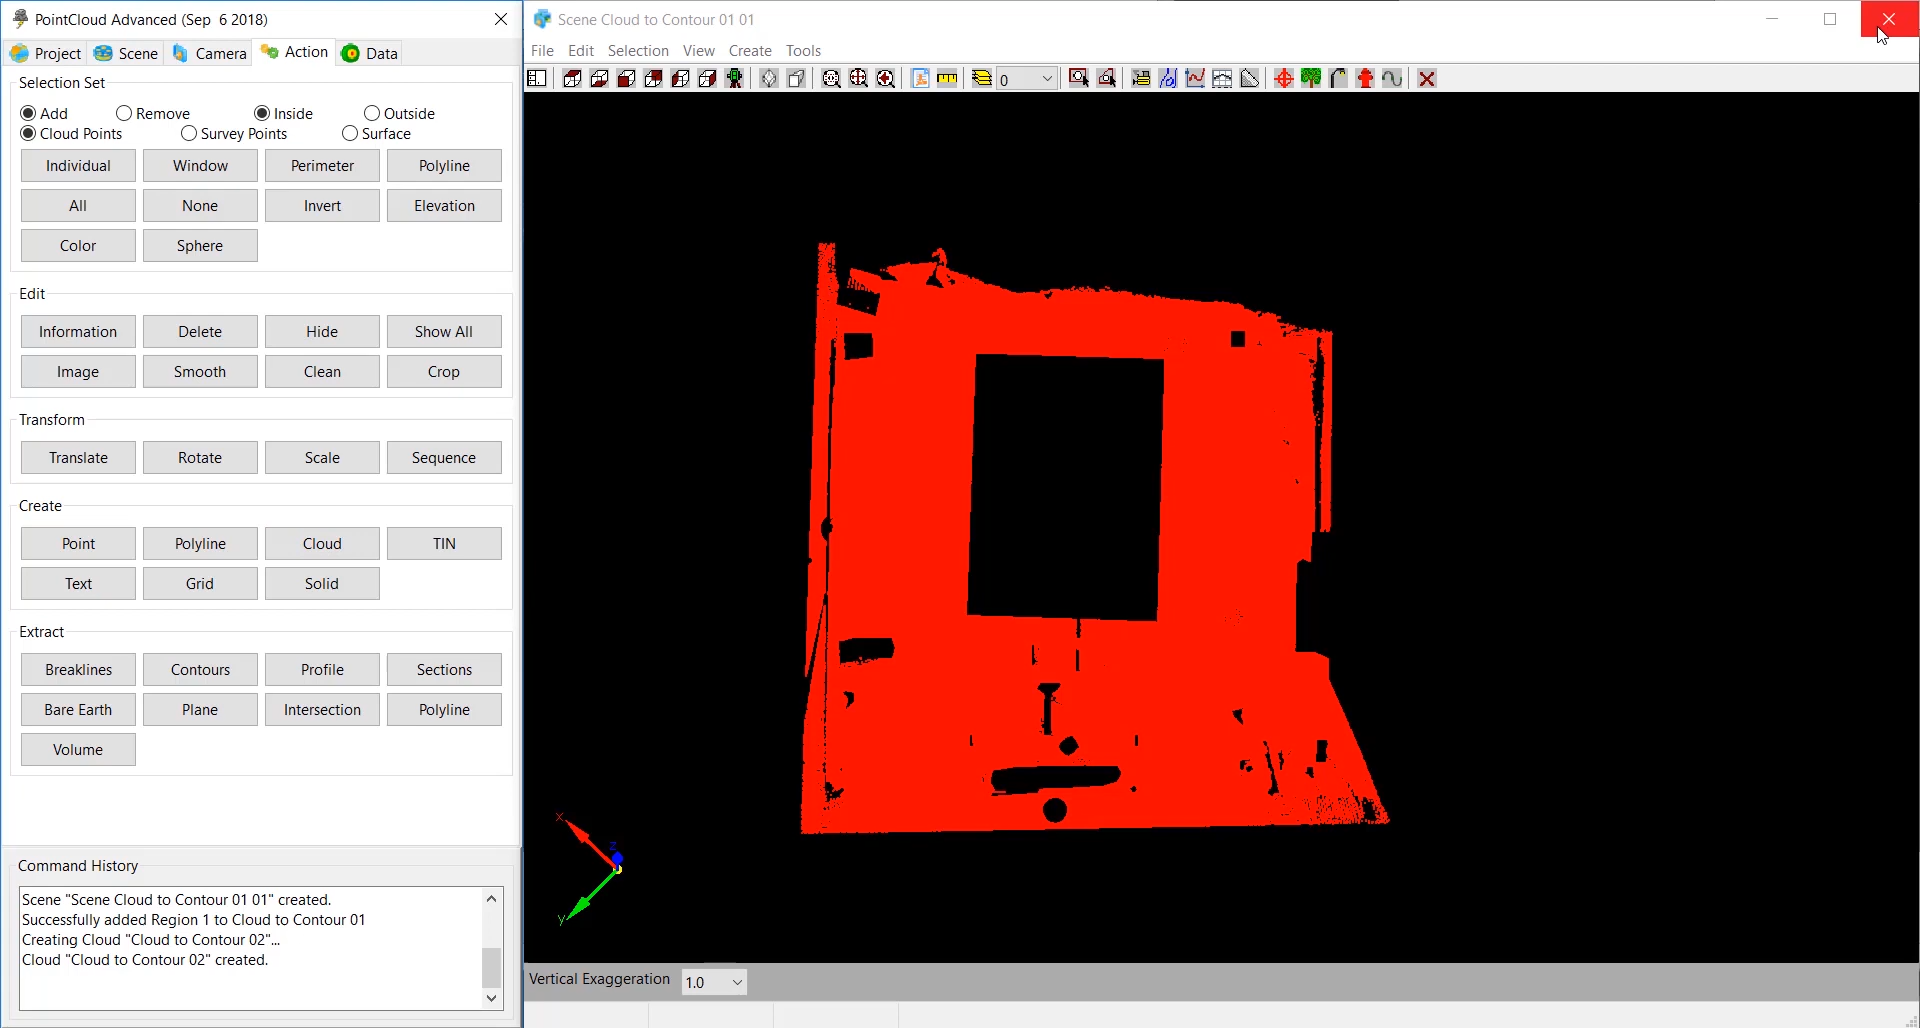 PointCloud Advanced (Sep 6 2018)
Scene Cloud to Contour 01 01
Project Scene Camera Action Data
File Edit Selection View Create Tools
Selection Set
Add Remove Inside Outside
Cloud Points Survey Points Surface
Individual Window Perimeter Polyline
All None Invert Elevation
Color Sphere
Edit
Information Delete Hide Show All
Image Smooth Clean Crop
Transform
Translate Rotate Scale Sequence
Create
Point Polyline Cloud TIN
Text Grid Solid
Extract
Breaklines Contours Profile Sections
Bare Earth Plane Intersection Polyline
Volume
Command History
Scene "Scene Cloud to Contour 01 01" created.
Successfully added Region 1 to Cloud to Contour 01
Creating Cloud "Cloud to Contour 02"...
Cloud "Cloud to Contour 02" created.
0
x
z
y
Vertical Exaggeration 1.0